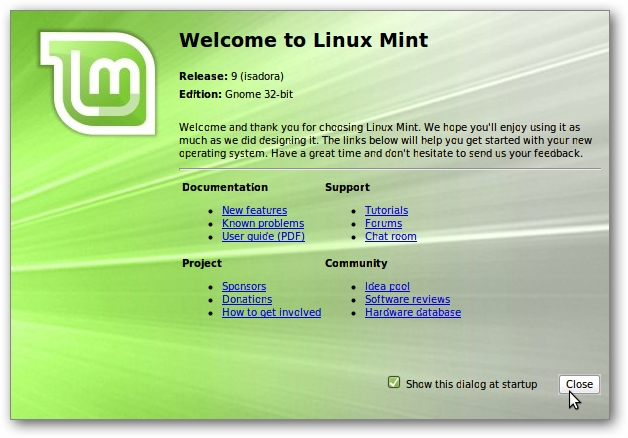 Welcome to Linux Mint
Release: 9 (isadora)
Edition: Gnome 32-bit
Welcome and thank you for choosing Linux Mint. We hope you'll enjoy using it as
much as we did designing it. The links below will help you get started with your new
operating system. Have a great time and don't hesitate to send us your feedback.
Documentation
New features
Known problems
User guide (PDF)
Support
Tutorials
Forums
Chat room
Project
Sponsors
Donations
How to get involved
Community
Idea pool
Software reviews
Hardware database
Show this dialog at startup
Close